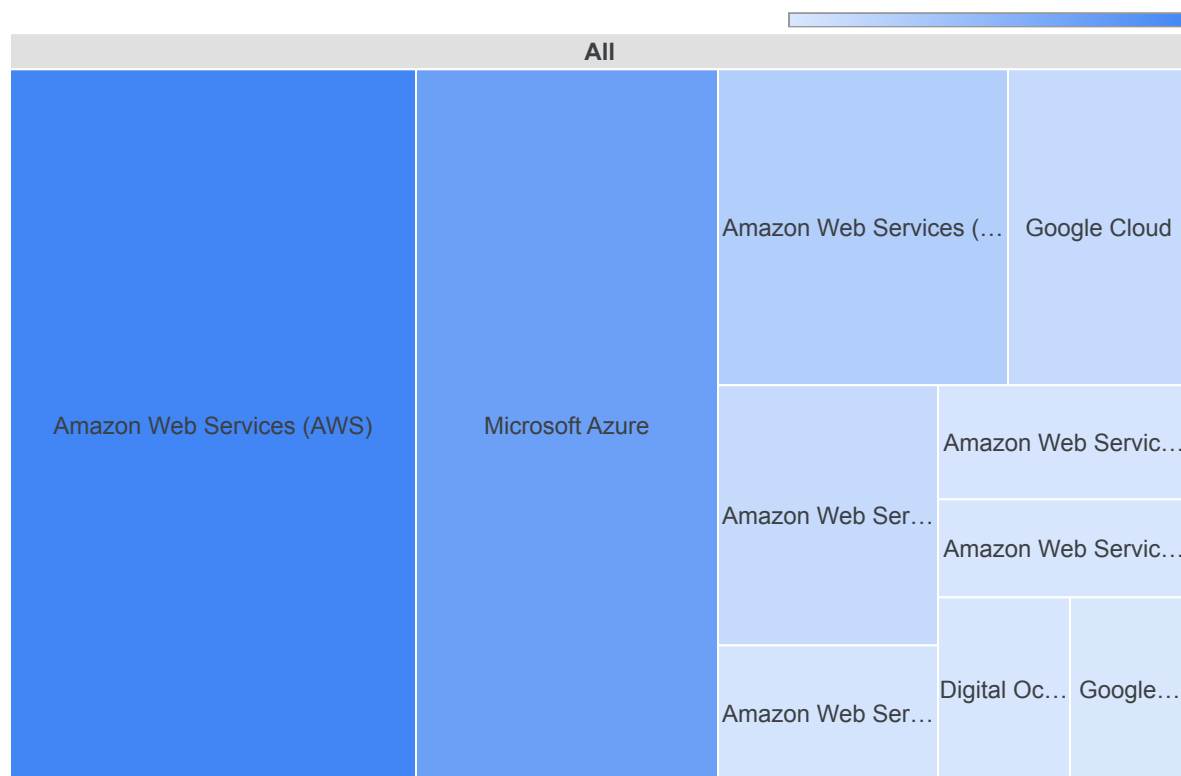 All
Amazon Web Services (AWS)
Microsoft Azure
Amazon Web Services (…
Google Cloud
Amazon Web Ser…
Amazon Web Servic…
Amazon Web Servic…
Amazon Web Ser…
Digital Oc…
Google…